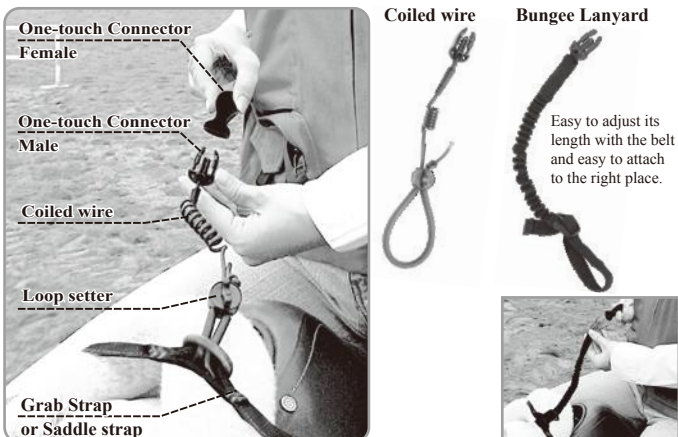 One-touch Connector
Female
One-touch Connector
Male
Coiled wire
Loop setter
Grab Strap
or Saddle strap
Coiled wire
Bungee Lanyard
Easy to adjust its
length with the belt
and easy to attach
to the right place.